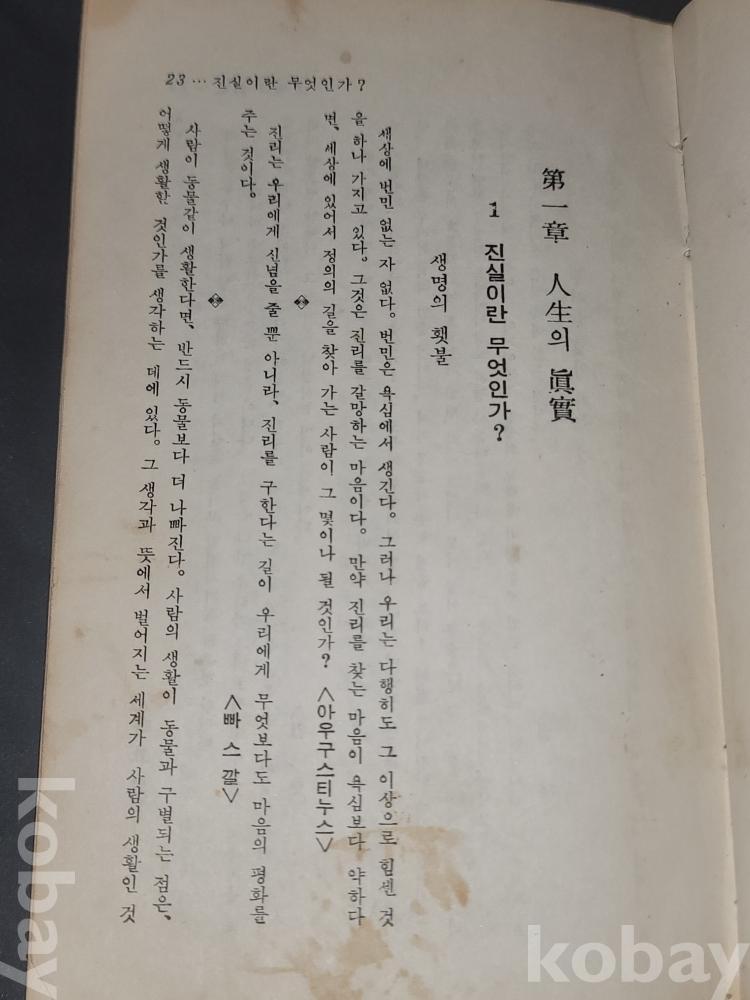 23 … 진실이란 무엇인가?
第一章 人生의 眞實
1 진실이란 무엇인가?
생명의 횃불
세상에 번민 없는 자 없다. 번민은 욕심에서 생긴다. 그러나 우리는 다행히도 그 이상으로 힘센 것
을 하나 가지고 있다. 그것은 진리를 갈망하는 마음이다. 만약 진리를 찾는 마음이 욕심보다 약하다
면, 세상에 있어서 정의의 길을 찾아 가는 사람이 그 몇이나 될 것인가? <아우구스티누스>
진리는 우리에게 신념을 줄 뿐 아니라, 진리를 구한다는 길이 우리에게 무엇보다도 마음의 평화를
주는 것이다. <빠스깔>
사람이 동물같이 생활한다면, 반드시 동물보다 더 나빠진다. 사람의 생활이 동물과 구별되는 점은,
어떻게 생활할 것인가를 생각하는 데에 있다. 그 생각과 뜻에서 벌어지는 세계가 사람의 생활인 것
kobay
kobay